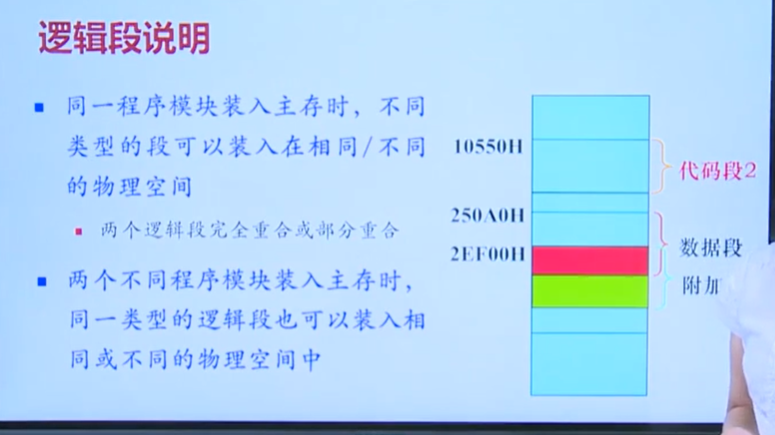 逻辑段说明
■ 同一程序模块装入主存时，不同
类型的段可以装入在相同/不同
的物理空间
■ 两个逻辑段完全重合或部分重合
■ 两个不同程序模块装入主存时，
同一类型的逻辑段也可以装入相
同或不同的物理空间中
10550H
代码段2
250A0H
数据段
2EF00H
附加